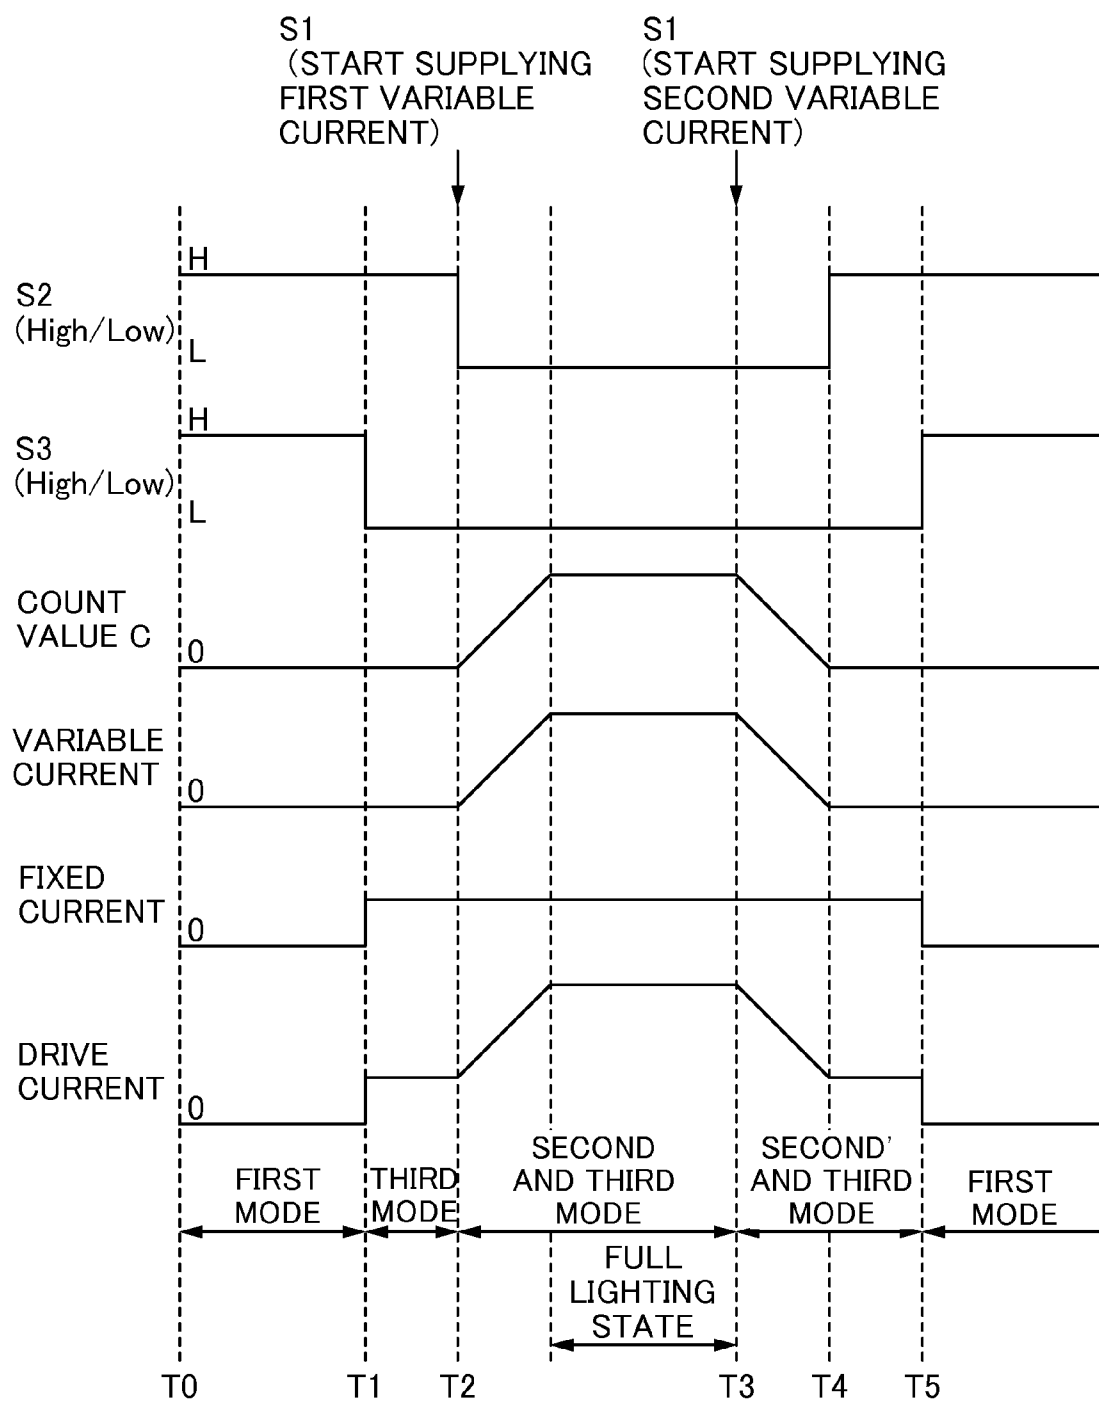 S1
(START SUPPLYING
FIRST VARIABLE
CURRENT)
S1
(START SUPPLYING
SECOND VARIABLE
CURRENT)
S2
(High/Low)
H
L
S3
(High/Low)
H
L
COUNT
VALUE C
0
VARIABLE
CURRENT
0
FIXED
CURRENT
0
DRIVE
CURRENT
0
FIRST
MODE
THIRD
MODE
SECOND
AND THIRD
MODE
SECOND'
AND THIRD
MODE
FIRST
MODE
FULL
LIGHTING
STATE
T0
T1
T2
T3
T4
T5